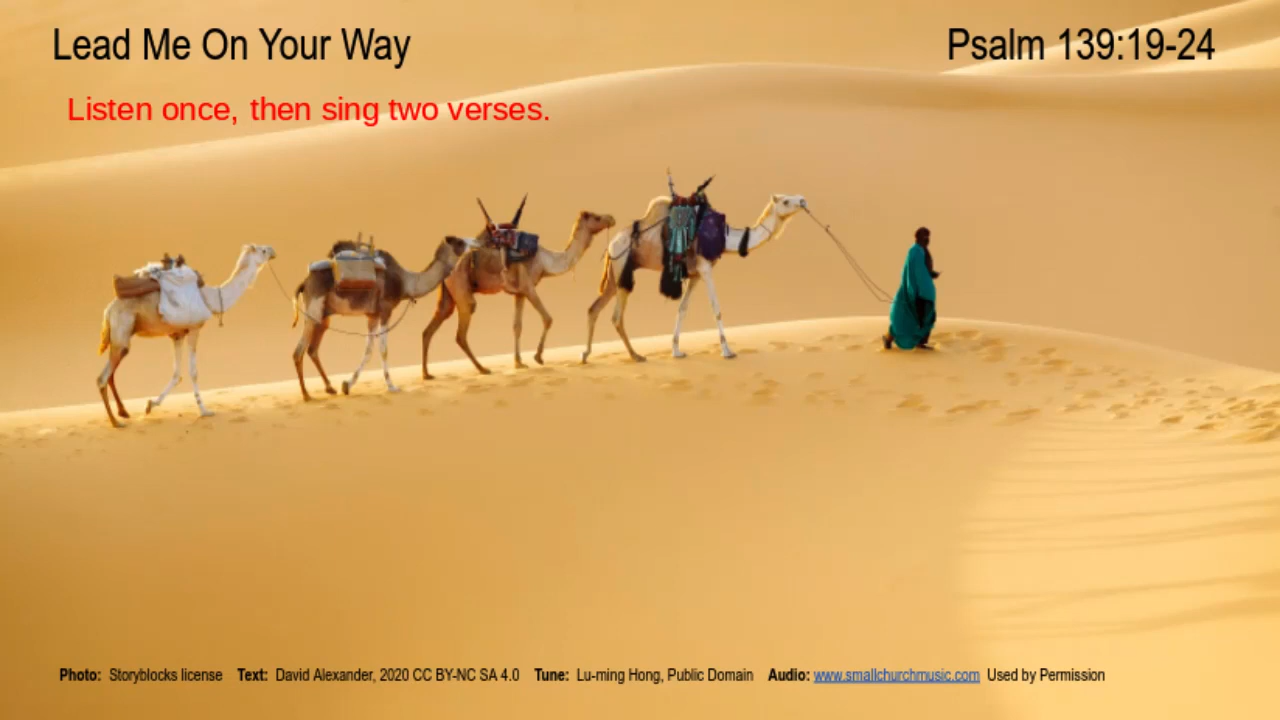 Lead Me On Your Way
Psalm 139:19-24
Listen once, then sing two verses.
Photo: Storyblocks license Text: David Alexander, 2020 CC BY-NC SA 4.0 Tune: Lu-ming Hong, Public Domain Audio: www.smallchurchmusic.com Used by Permission